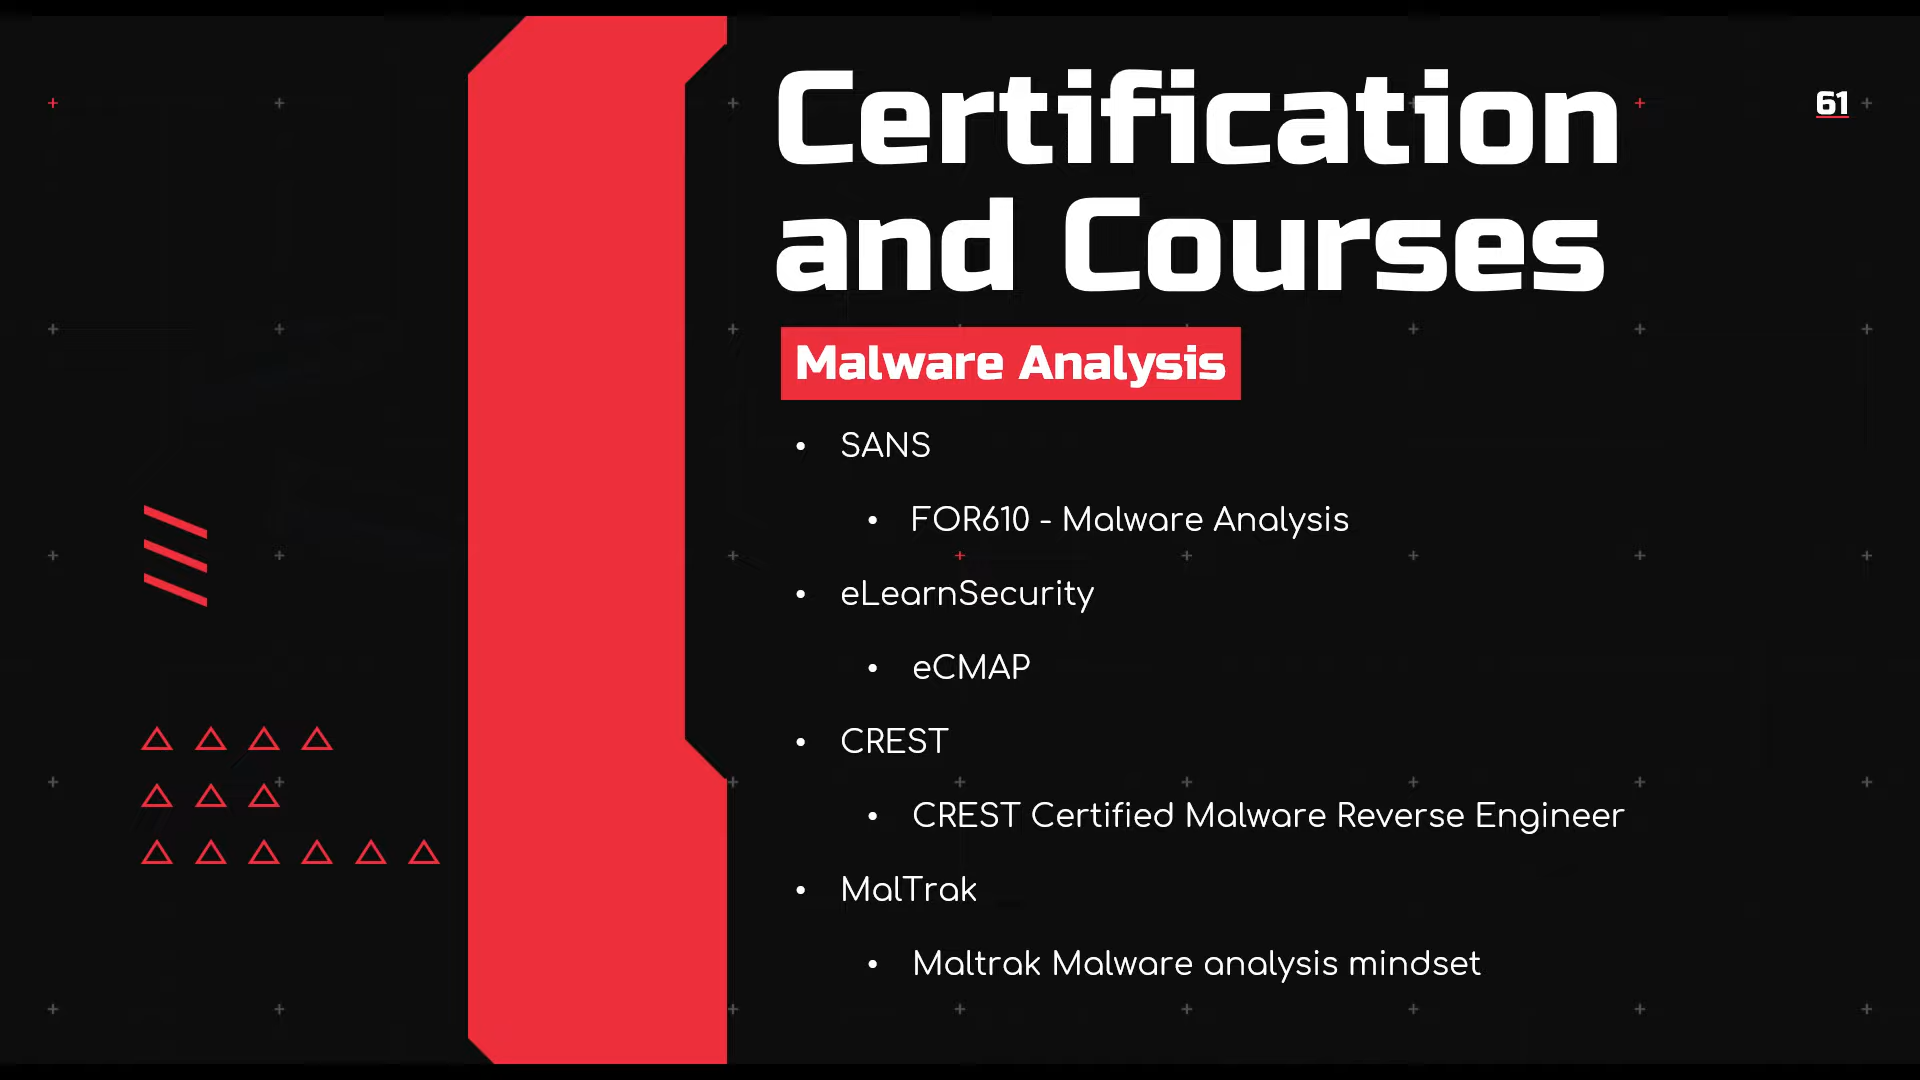 Certification
and Courses
61
Malware Analysis
• SANS
• FOR610 - Malware Analysis
• eLearnSecurity
• eCMAP
• CREST
• CREST Certified Malware Reverse Engineer
• MalTrak
• Maltrak Malware analysis mindset